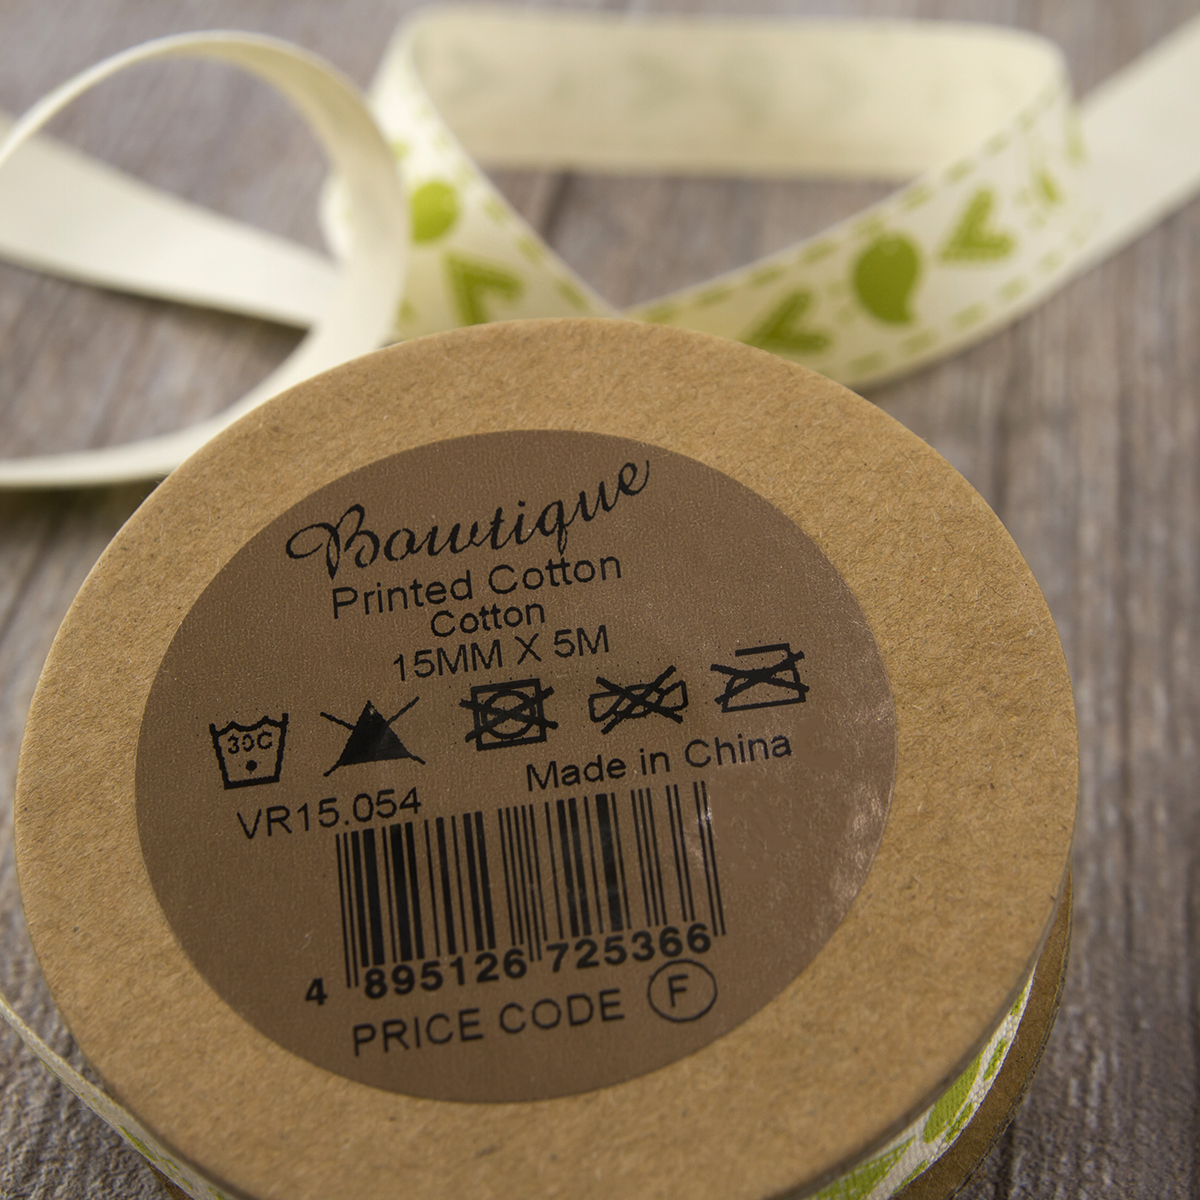 Bowtique
Printed Cotton
Cotton
15MM X 5M
30C
Made in China
VR15.054
4 895126 725366
PRICE CODE F